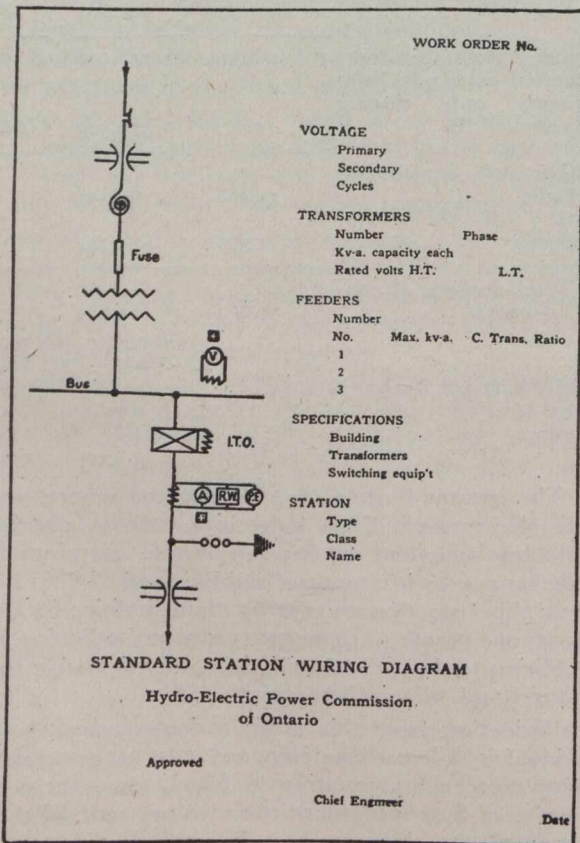 WORK ORDER No.
VOLTAGE
Primary
Secondary
Cycles
TRANSFORMERS
Number Phase
Kv-a. capacity each
Rated volts H.T. L.T.
Fuse
FEEDERS
Number
No. Max. kv-a. C. Trans. Ratio
1
2
3
V
Bus
SPECIFICATIONS
Building
Transformers
Switching equip't
I.T.O.
STATION
Type
Class
Name
A R.W. P.F.
STANDARD STATION WIRING DIAGRAM
Hydro-Electric Power Commission
of Ontario
Approved
Chief Engineer
Date